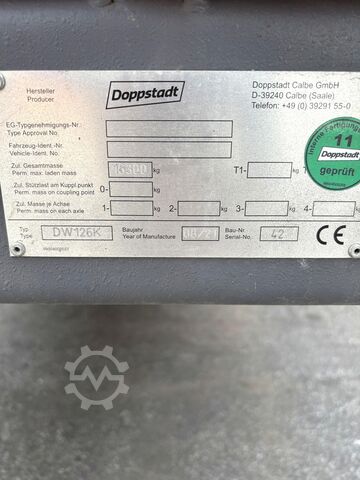 Hersteller
Producer
Doppstadt
Doppstadt Calbe GmbH
D-39240 Calbe (Saale)
Telefon: +49 (0) 39291 55-0
EG-Typgenehmigungs-Nr.:
Type Approval No.
Fahrzeug-Ident.-Nr.:
Vehicle-Ident. No.:
Zul. Gesamtmasse
Perm. max. laden mass
kg
T1-
kg
Zul. Stützlast am Kuppl.punkt
Perm. mass on coupling point
0-
kg
Zul. Masse je Achse
Perm. mass on each axle
1-
kg
2-
kg
3-
kg
4-
Typ
Type
DW126K
Baujahr
Year of Manufacture
Bau-Nr.
Serial-No.
42
CE
Interne Fertigung
11
Doppstadt
geprüft